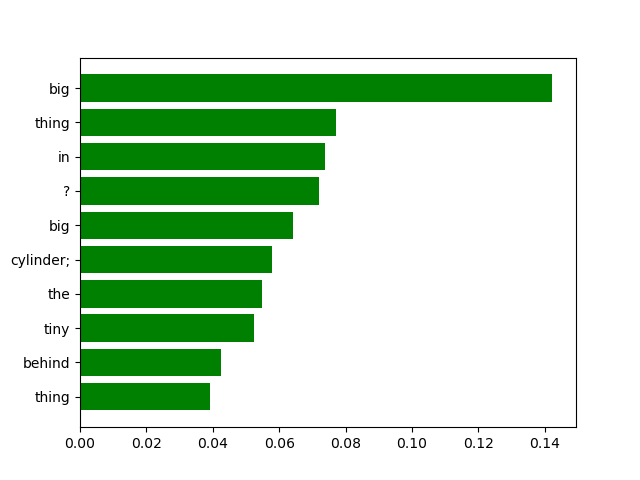 big
thing
in
?
big
cylinder;
the
tiny
behind
thing
0.00 0.02 0.04 0.06 0.08 0.10 0.12 0.14